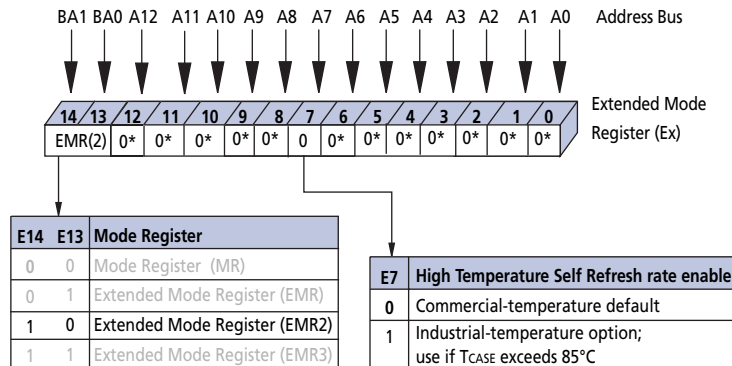 BA1 BA0 A12 A11 A10 A9 A8 A7 A6 A5 A4 A3 A2 A1 A0 Address Bus
14 13 12 11 10 9 8 7 6 5 4 3 2 1 0 Extended Mode
EMR(2) 0* 0* 0* 0* 0* 0 0* 0* 0* 0* 0* 0* 0* Register (Ex)
E14 E13 Mode Register
0 0 Mode Register (MR)
0 1 Extended Mode Register (EMR)
1 0 Extended Mode Register (EMR2)
1 1 Extended Mode Register (EMR3)
E7 High Temperature Self Refresh rate enable
0 Commercial-temperature default
1 Industrial-temperature option;
use if TCASE exceeds 85°C